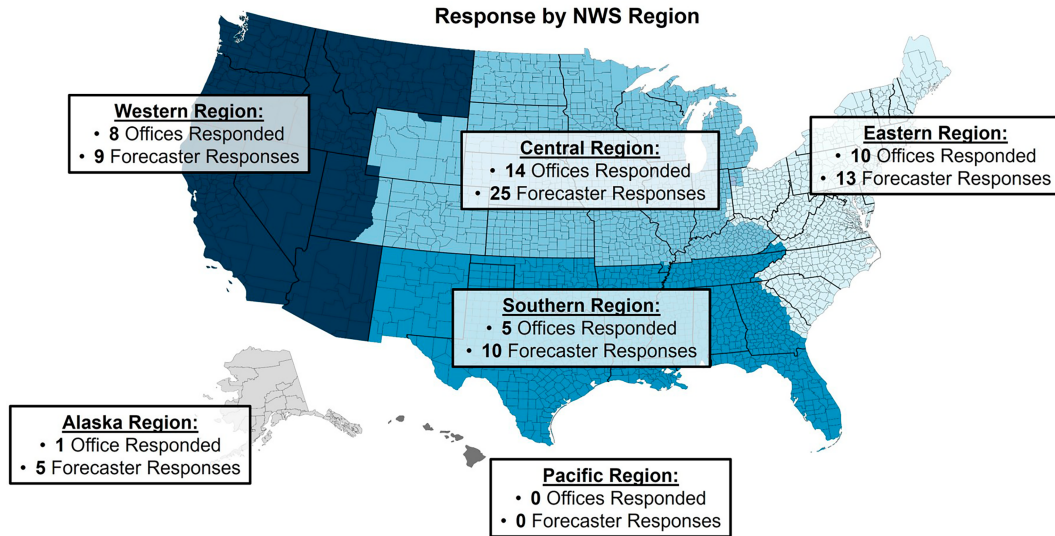 Response by NWS Region
Western Region:
• 8 Offices Responded
• 9 Forecaster Responses
Central Region:
• 14 Offices Responded
• 25 Forecaster Responses
Eastern Region:
• 10 Offices Responded
• 13 Forecaster Responses
Southern Region:
• 5 Offices Responded
• 10 Forecaster Responses
Alaska Region:
• 1 Office Responded
• 5 Forecaster Responses
Pacific Region:
• 0 Offices Responded
• 0 Forecaster Responses